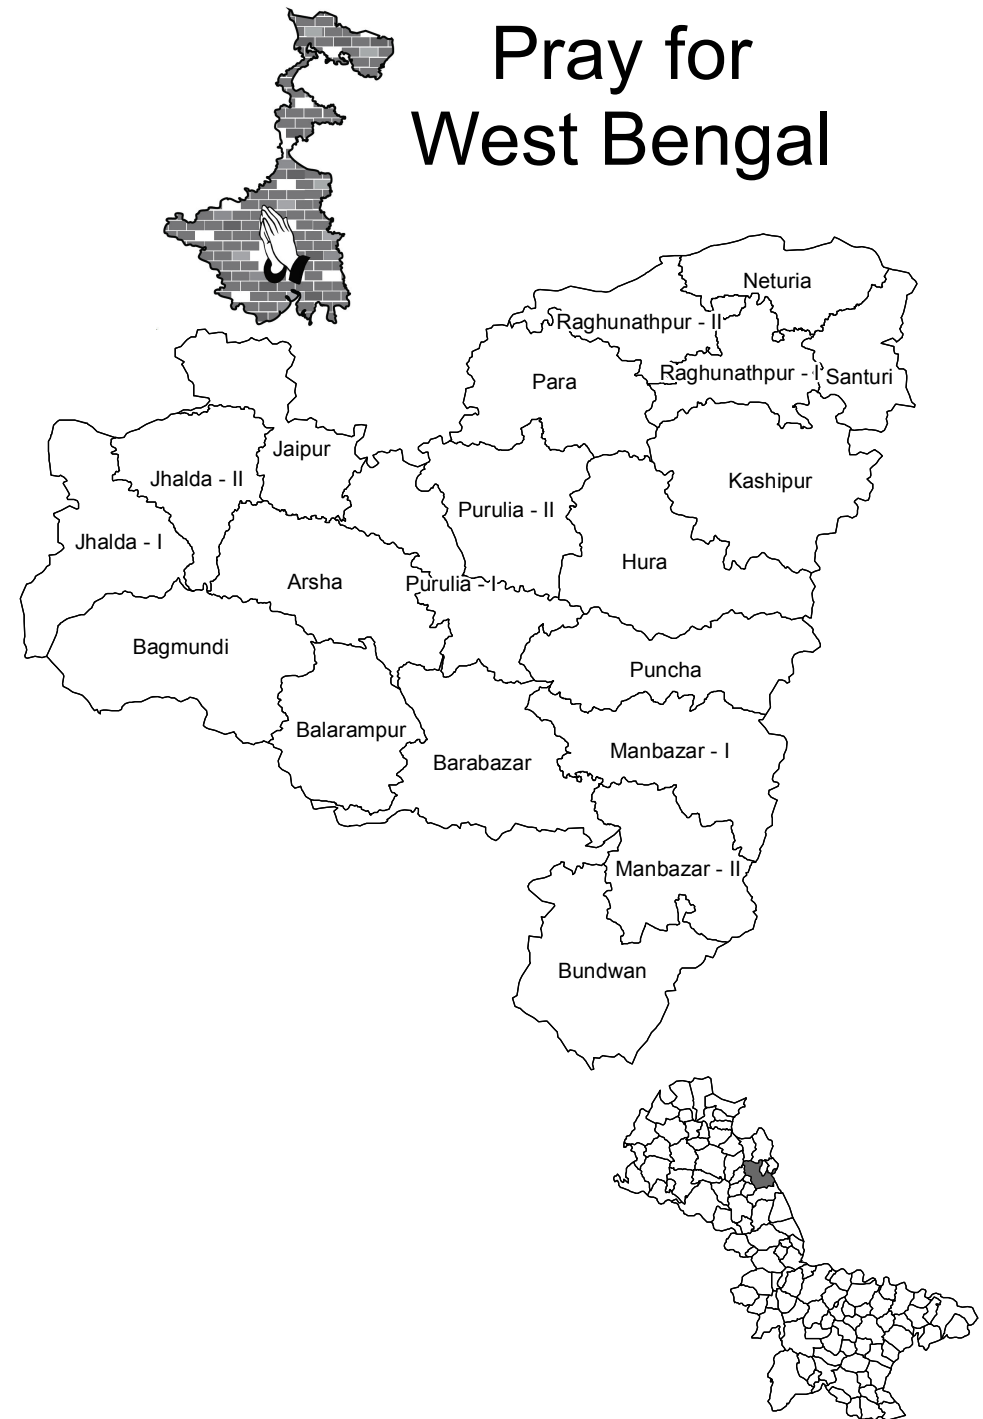 Pray for
West Bengal
Neturia
Raghunathpur - II
Raghunathpur - I
Santuri
Para
Jaipur
Jhalda - II
Kashipur
Purulia - II
Jhalda - I
Hura
Arsha
Purulia - I
Bagmundi
Puncha
Balarampur
Manbazar - I
Barabazar
Manbazar - II
Bundwan